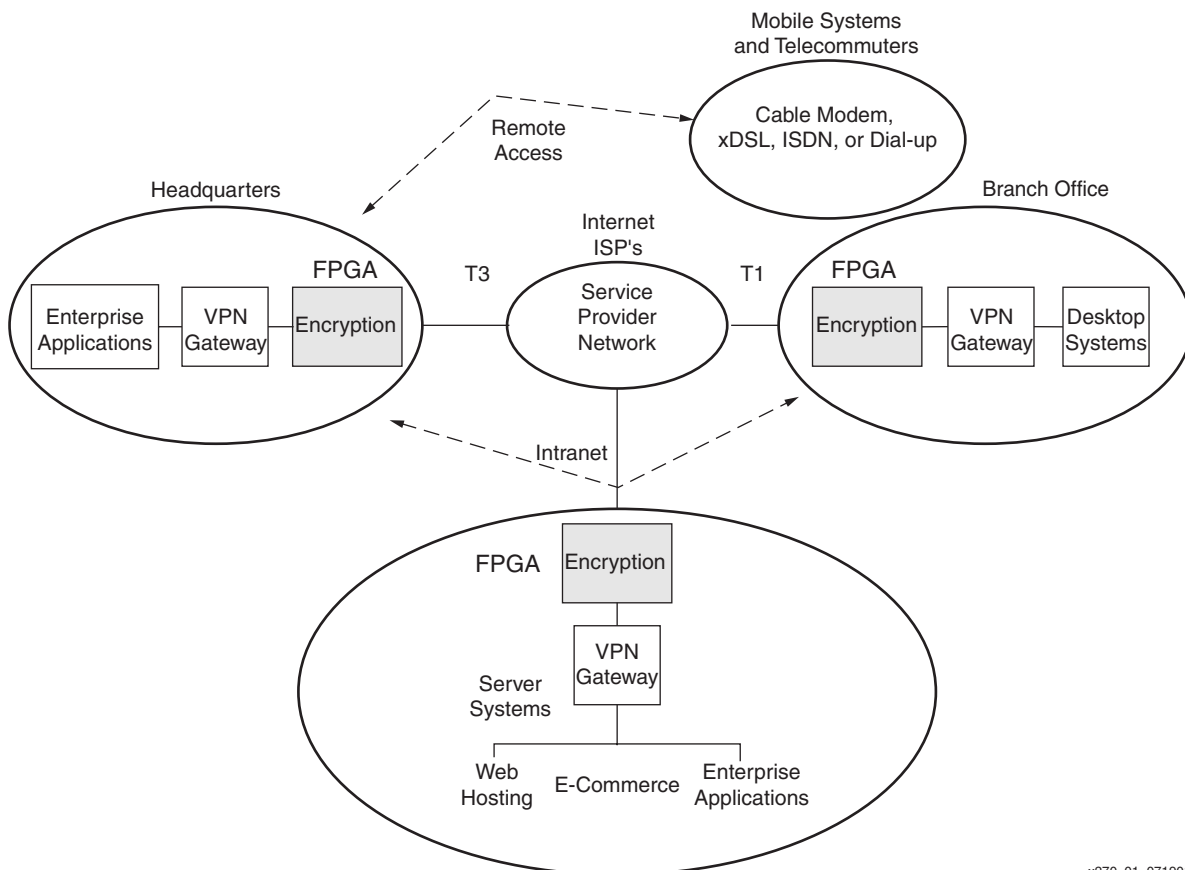 Mobile Systems
and Telecommuters
Cable Modem,
xDSL, ISDN, or Dial-up
Remote
Access
Headquarters
FPGA
Enterprise
Applications
VPN
Gateway
Encryption
T3
Internet
ISP's
Service
Provider
Network
T1
Branch Office
FPGA
Encryption
VPN
Gateway
Desktop
Systems
Intranet
FPGA
Encryption
VPN
Gateway
Server
Systems
Web
Hosting
E-Commerce
Enterprise
Applications